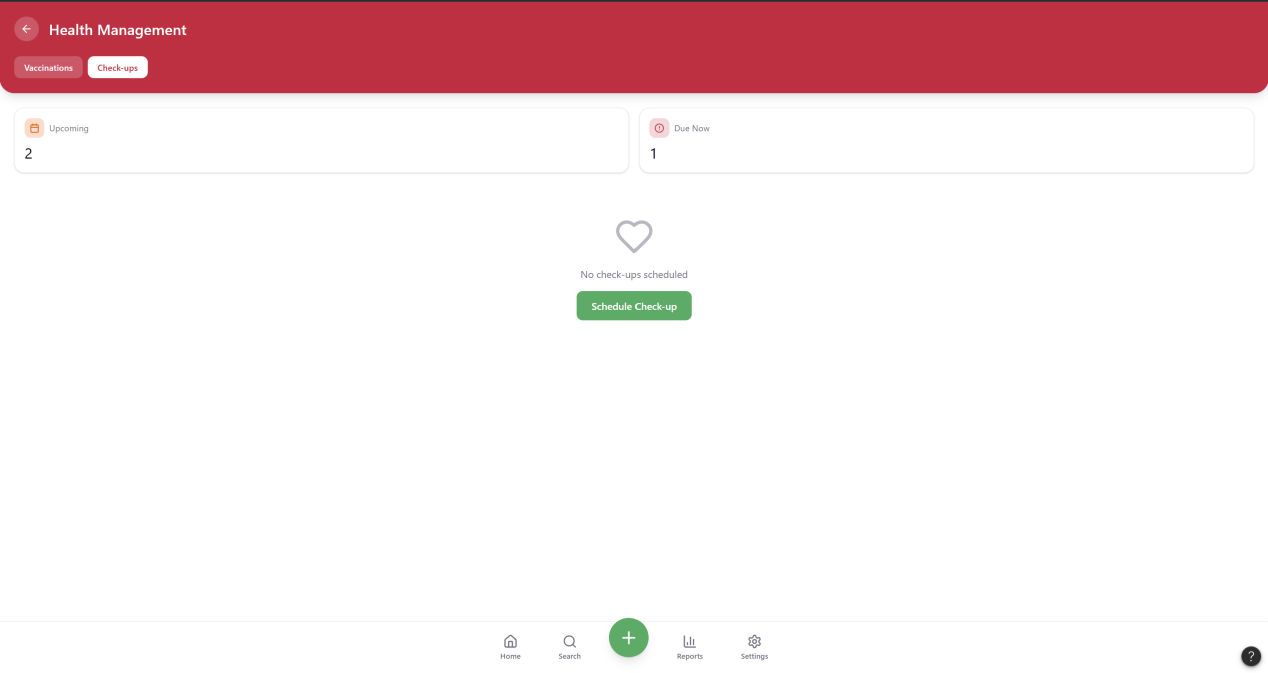 Health Management
Vaccinations
Check-ups
Upcoming
2
Due Now
1
No check-ups scheduled
Schedule Check-up
Home
Search
Reports
Settings
?